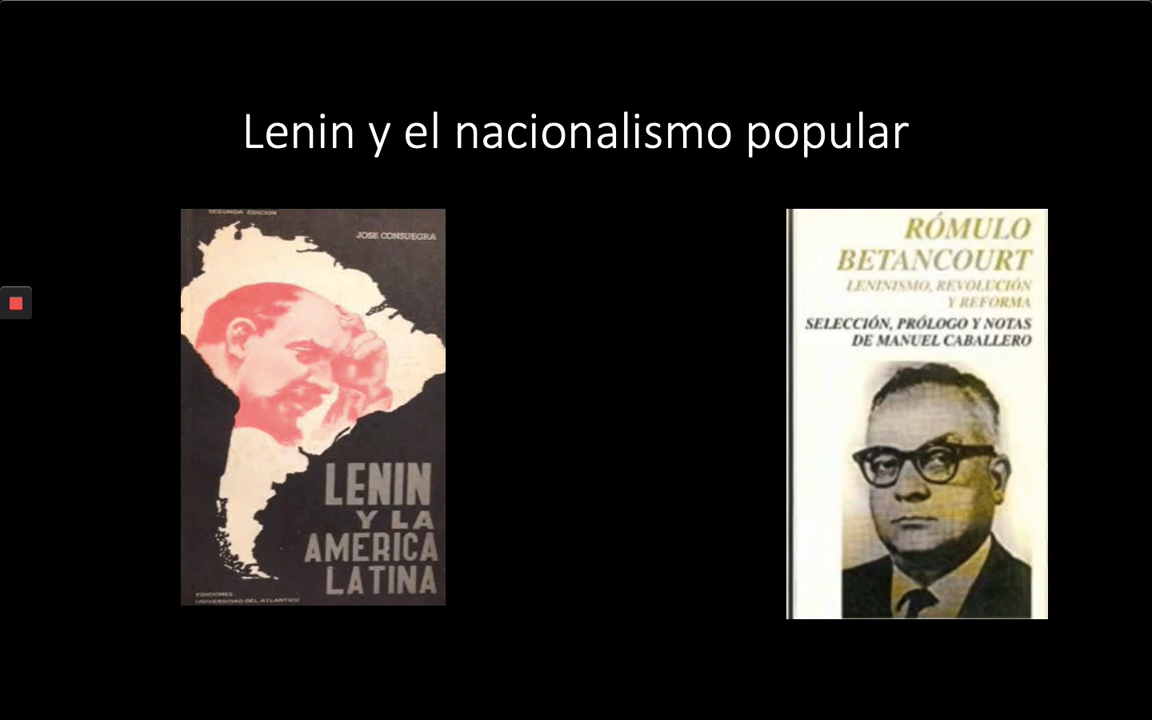 Lenin y el nacionalismo popular
SEGUNDA EDICION
JOSE CONSUEGRA
LENIN
Y LA
AMERICA
LATINA
EDICIONES
UNIVERSIDAD DEL ATLANTICO
RÓMULO
BETANCOURT
LENINISMO, REVOLUCIÓN
Y REFORMA
SELECCIÓN, PRÓLOGO Y NOTAS
DE MANUEL CABALLERO